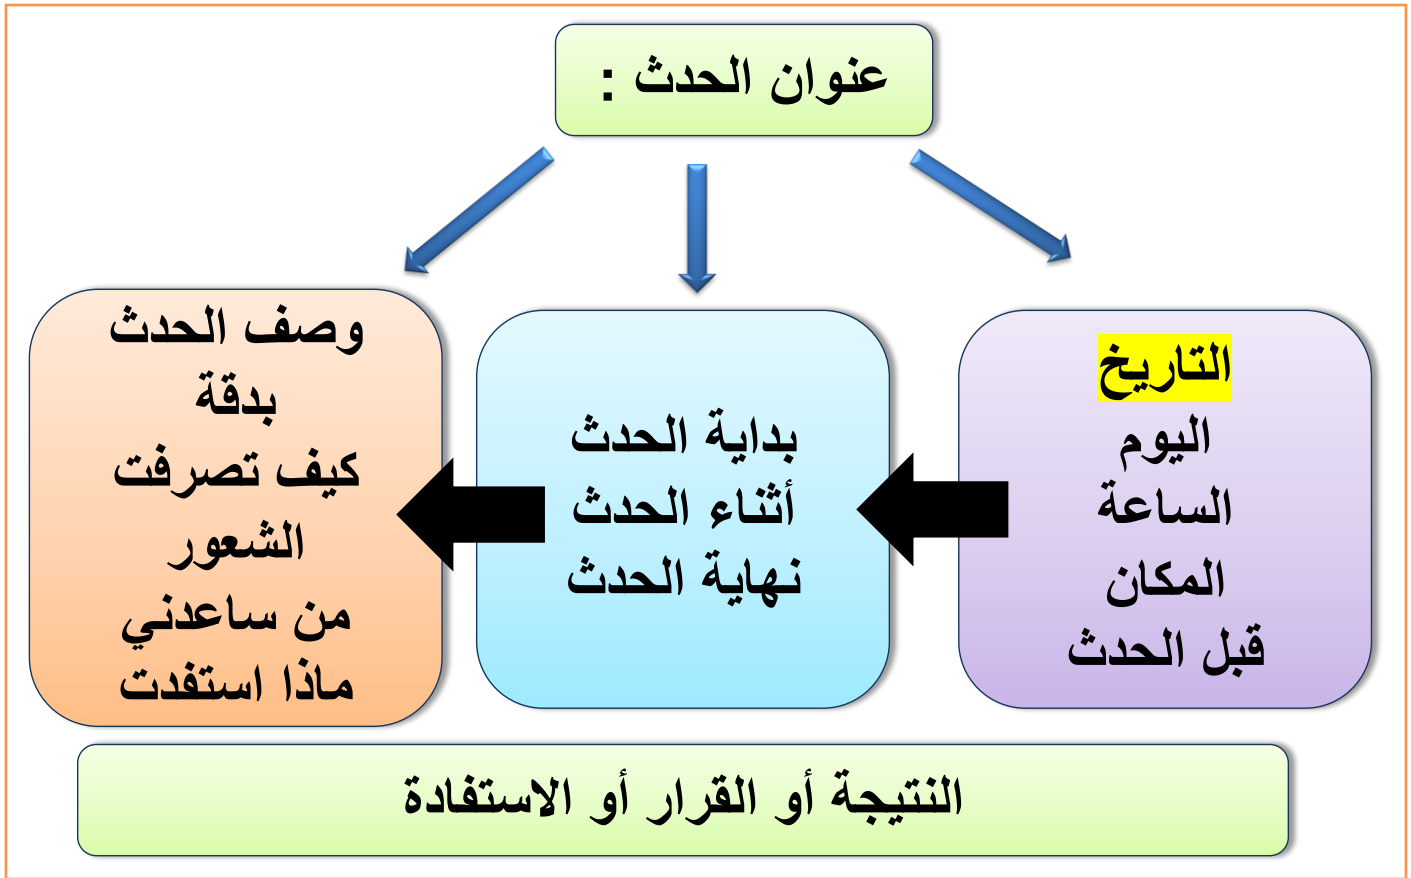 عنوان الحدث :
التاريخ
اليوم
الساعة
المكان
قبل الحدث
بداية الحدث
أثناء الحدث
نهاية الحدث
وصف الحدث
بدقة
كيف تصرفت
الشعور
من ساعدني
ماذا استفدت
النتيجة أو القرار أو الاستفادة